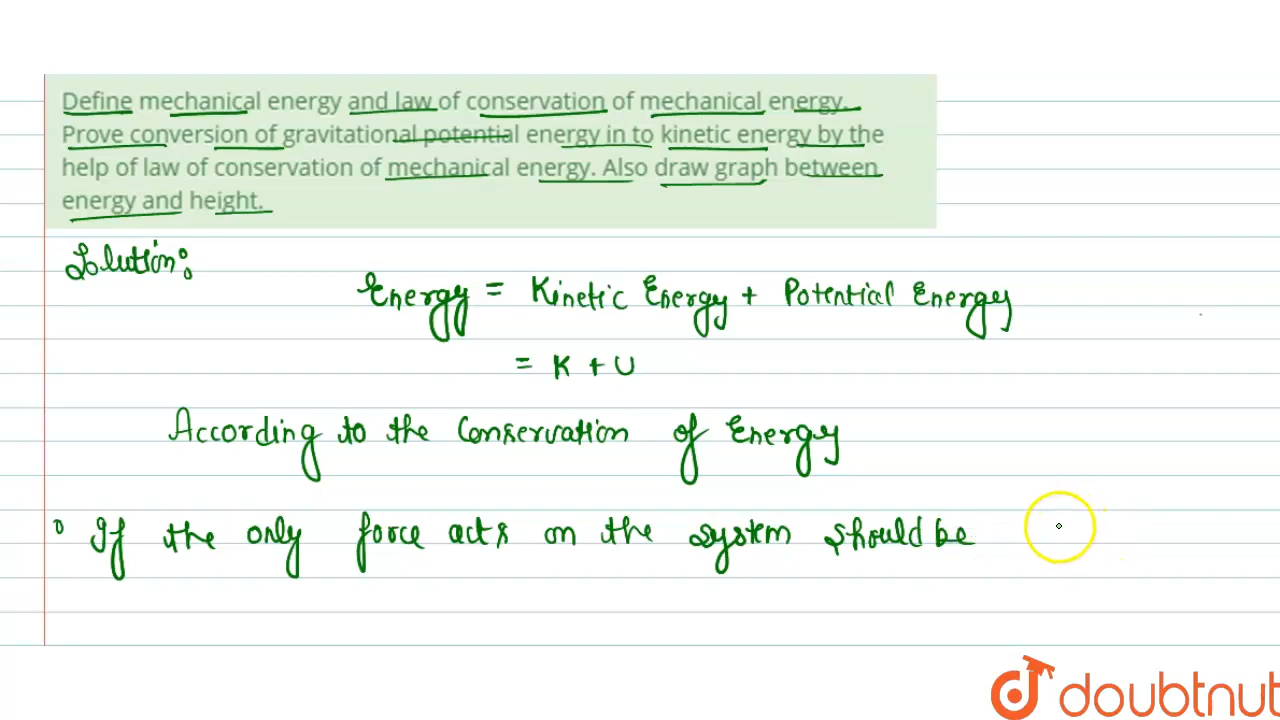 Define mechanical energy and law of conservation of mechanical energy.
Prove conversion of gravitational potential energy in to kinetic energy by the
help of law of conservation of mechanical energy. Also draw graph between
energy and height.
Solution:
Energy = Kinetic Energy + Potential Energy
= K + U
According to the Conservation of Energy
If the only force acts on the system should be
doubtnut